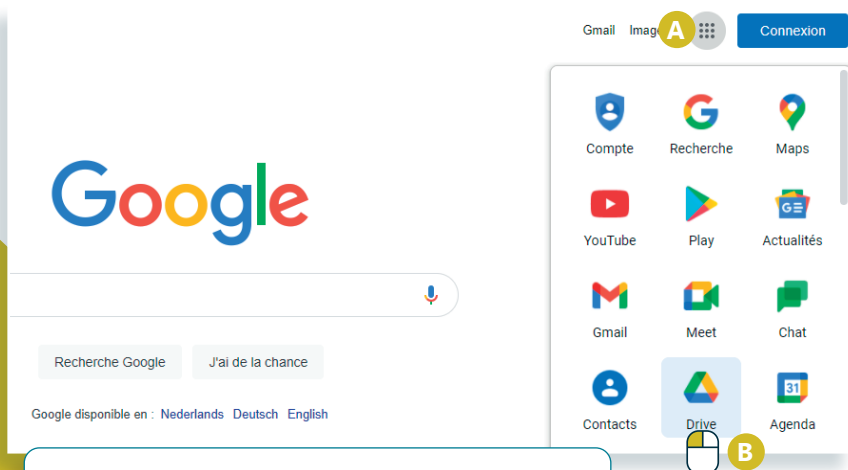 Gmail Imag A Connexion
Compte Recherche Maps
Google
YouTube Play Actualités
GE
Gmail Meet Chat
Recherche Google J'ai de la chance
31
Google disponible en : Nederlands Deutsch English
Contacts Drive Agenda
B